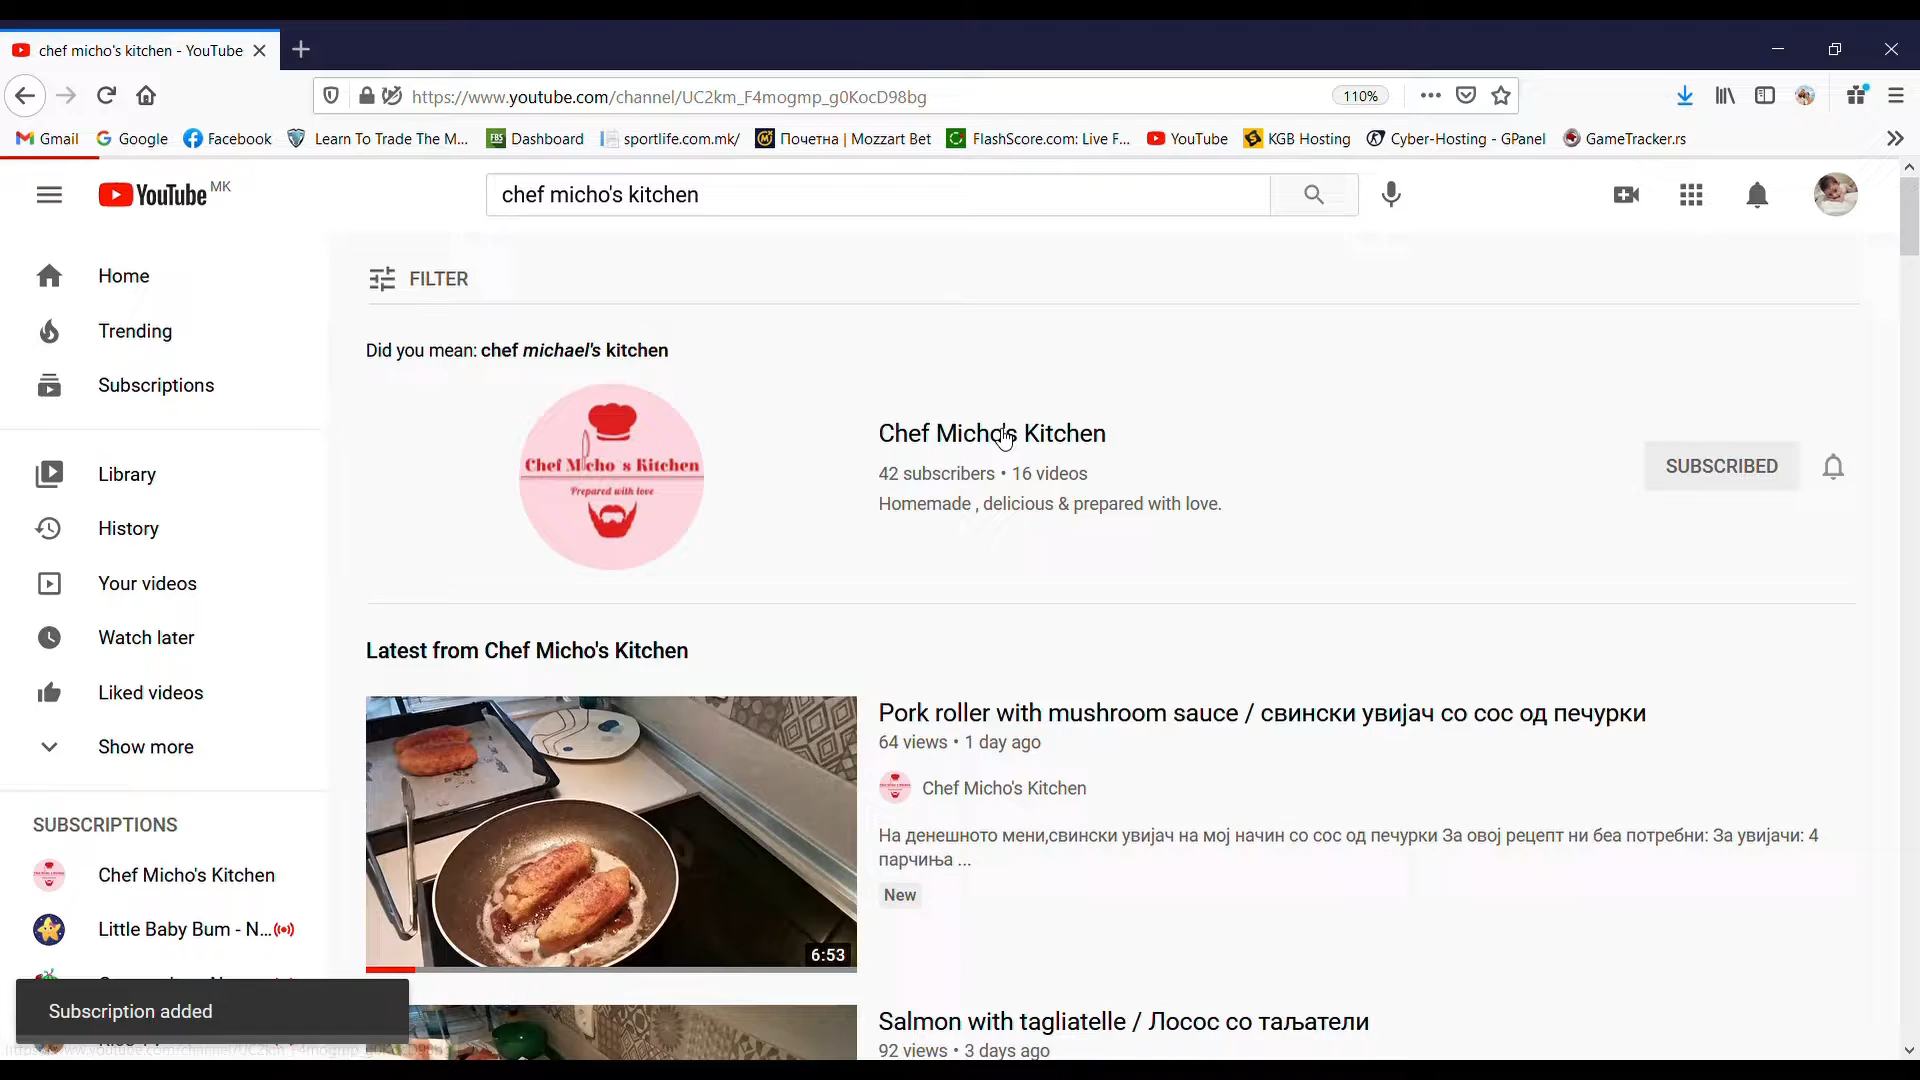 chef micho's kitchen - YouTube
https://www.youtube.com/channel/UC2km_F4mogmp_g0KocD98bg
110%
Gmail
Google
Facebook
Learn To Trade The M...
FBS
Dashboard
sportlife.com.mk/
Почетна | Mozzart Bet
FlashScore.com: Live F...
YouTube
KGB Hosting
Cyber-Hosting - GPanel
GameTracker.rs
YouTube MK
chef micho's kitchen
Home
Trending
Subscriptions
Library
History
Your videos
Watch later
Liked videos
Show more
SUBSCRIPTIONS
Chef Micho's Kitchen
Little Baby Bum - N...
Subscription added
FILTER
Did you mean: chef michael's kitchen
Chef Micho's Kitchen
Prepared with love
Chef Micho's Kitchen
42 subscribers • 16 videos
Homemade , delicious & prepared with love.
SUBSCRIBED
Latest from Chef Micho's Kitchen
6:53
Pork roller with mushroom sauce / свински увијач со сос од печурки
64 views • 1 day ago
Chef Micho's Kitchen
На денешното мени,свински увијач на мој начин со сос од печурки За овој рецепт ни беа потребни: За увијачи: 4
парчиња ...
New
Salmon with tagliatelle / Лосос со таљатели
92 views • 3 days ago